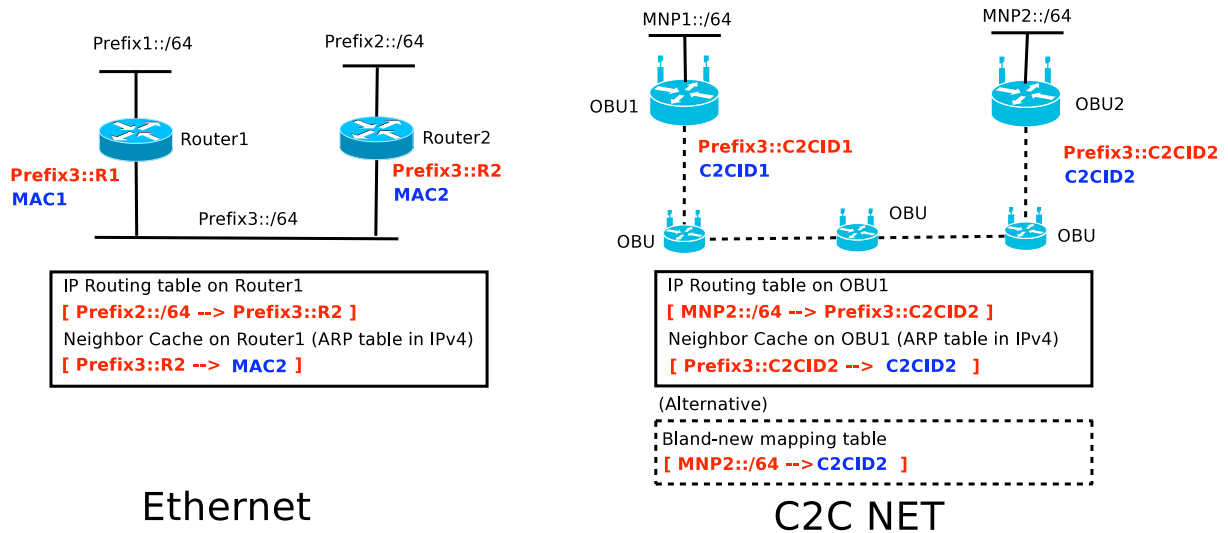 Prefix1::/64
Prefix2::/64
Router1
Router2
Prefix3::R1
MAC1
Prefix3::R2
MAC2
Prefix3::/64
IP Routing table on Router1
[ Prefix2::/64 --> Prefix3::R2 ]
Neighbor Cache on Router1 (ARP table in IPv4)
[ Prefix3::R2 --> MAC2 ]
Ethernet
MNP1::/64
MNP2::/64
OBU1
OBU2
Prefix3::C2CID1
C2CID1
Prefix3::C2CID2
C2CID2
OBU
OBU
OBU
IP Routing table on OBU1
[ MNP2::/64 --> Prefix3::C2CID2 ]
Neighbor Cache on OBU1 (ARP table in IPv4)
[ Prefix3::C2CID2 --> C2CID2 ]
(Alternative)
Bland-new mapping table
[ MNP2::/64 --> C2CID2 ]
C2C NET